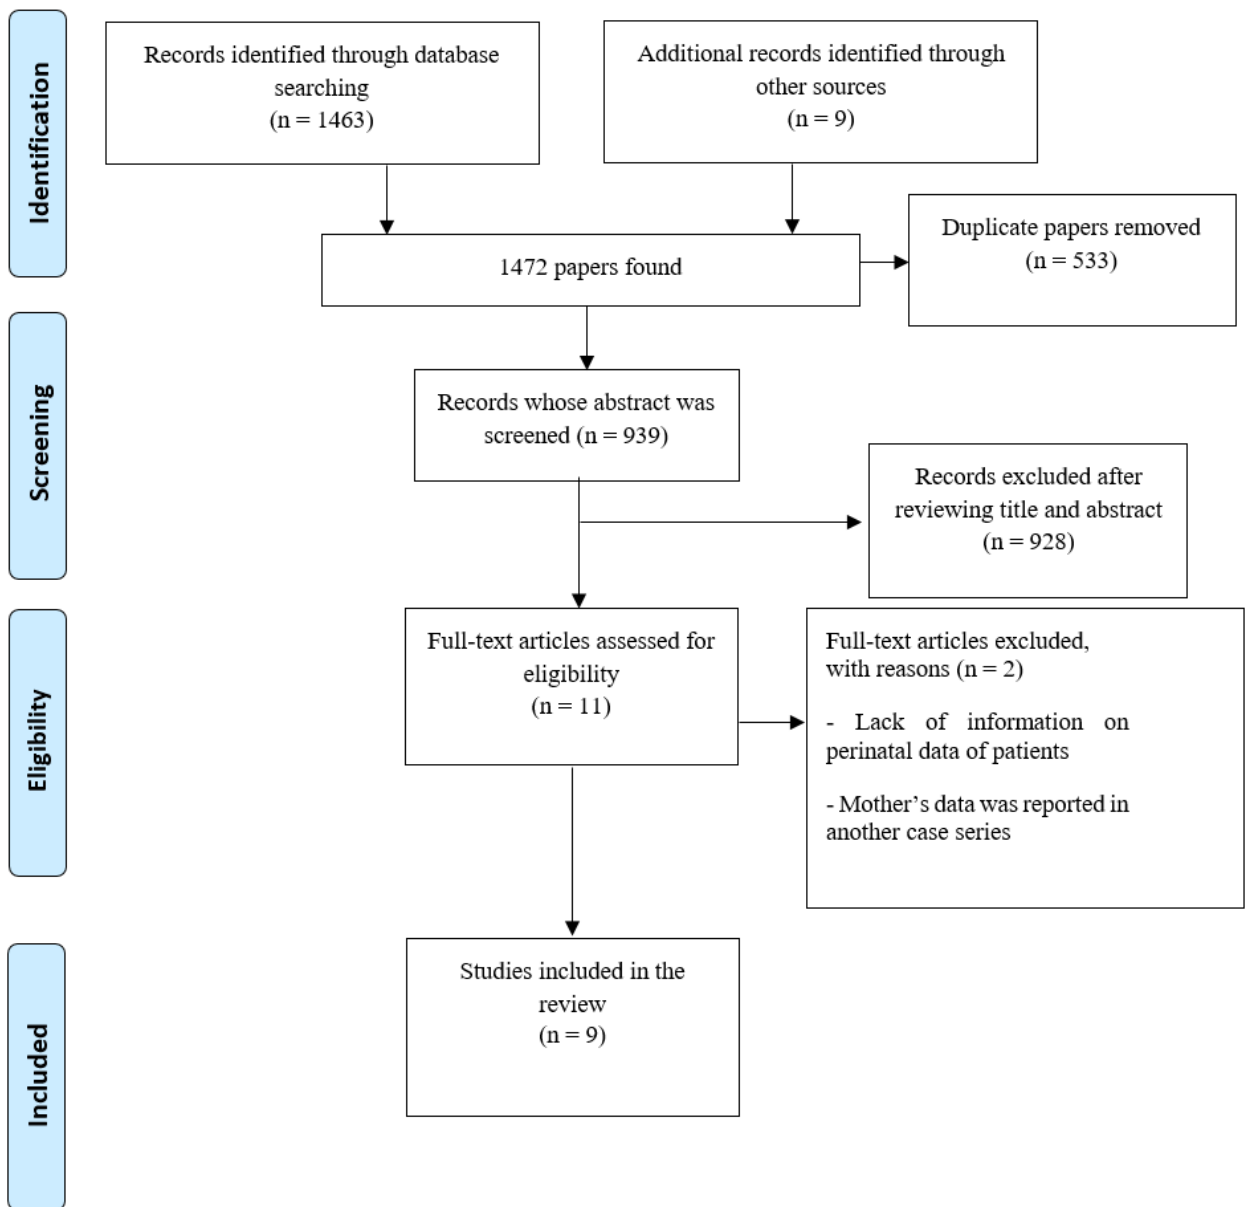 Identification
Records identified through database
searching
(n = 1463)
Additional records identified through
other sources
(n = 9)
1472 papers found
Duplicate papers removed
(n = 533)
Screening
Records whose abstract was
screened (n = 939)
Records excluded after
reviewing title and abstract
(n = 928)
Eligibility
Full-text articles assessed for
eligibility
(n = 11)
Full-text articles excluded,
with reasons (n = 2)
- Lack of information on
perinatal data of patients
- Mother’s data was reported in
another case series
Included
Studies included in the
review
(n = 9)